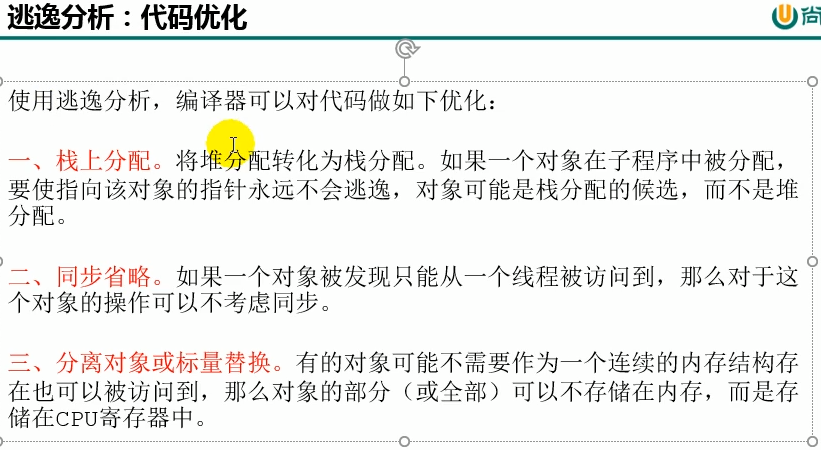 逃逸分析：代码优化
尚
使用逃逸分析，编译器可以对代码做如下优化：
一、栈上分配。将堆分配转化为栈分配。如果一个对象在子程序中被分配，
要使指向该对象的指针永远不会逃逸，对象可能是栈分配的候选，而不是堆
分配。
二、同步省略。如果一个对象被发现只能从一个线程被访问到，那么对于这
个对象的操作可以不考虑同步。
三、分离对象或标量替换。有的对象可能不需要作为一个连续的内存结构存
在也可以被访问到，那么对象的部分（或全部）可以不存储在内存，而是存
储在CPU寄存器中。